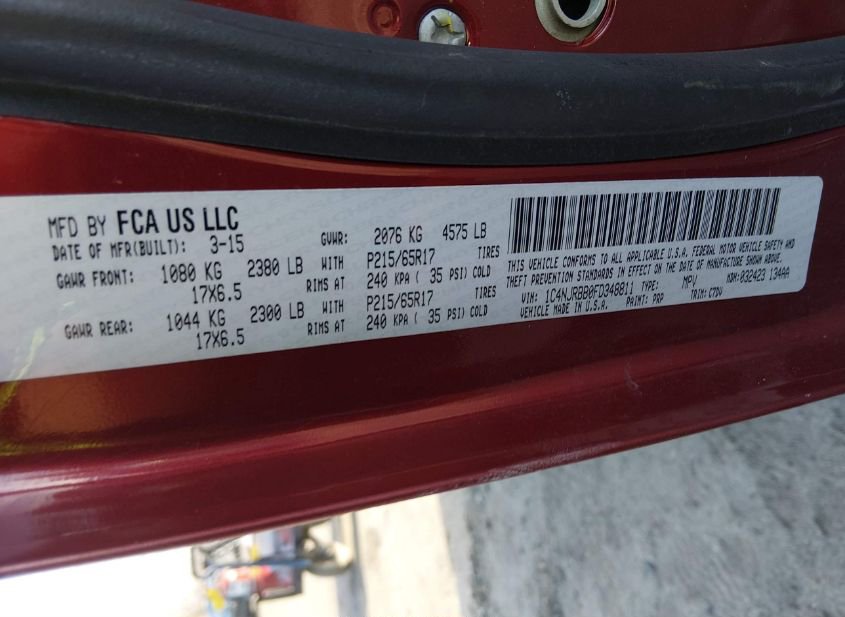 MFD BY FCA US LLC
DATE OF MFR(BUILT): 3-15 GVWR: 2076 KG 4575 LB
GAWR FRONT: 1080 KG 2380 LB WITH P215/65R17 TIRES
17X6.5 RIMS AT 240 KPA ( 35 PSI) COLD
GAWR REAR: 1044 KG 2300 LB WITH P215/65R17 TIRES
17X6.5 RIMS AT 240 KPA ( 35 PSI) COLD
THIS VEHICLE CONFORMS TO ALL APPLICABLE U.S.A. FEDERAL MOTOR VEHICLE SAFETY AND
THEFT PREVENTION STANDARDS IN EFFECT ON THE DATE OF MANUFACTURE SHOWN ABOVE.
VIN: 1C4NJRBB0FD348811 TYPE: MPV MDH: 032423 134AA
VEHICLE MADE IN U.S.A. PAINT: PRP TRIM: C7DV